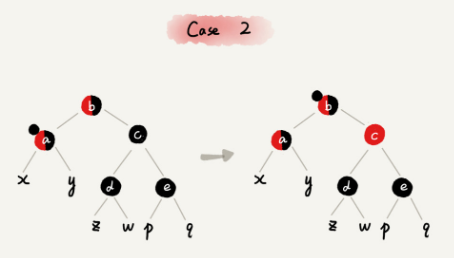 Case 2
b b
a c a c
x y d e x y d e
z w p q z w p q